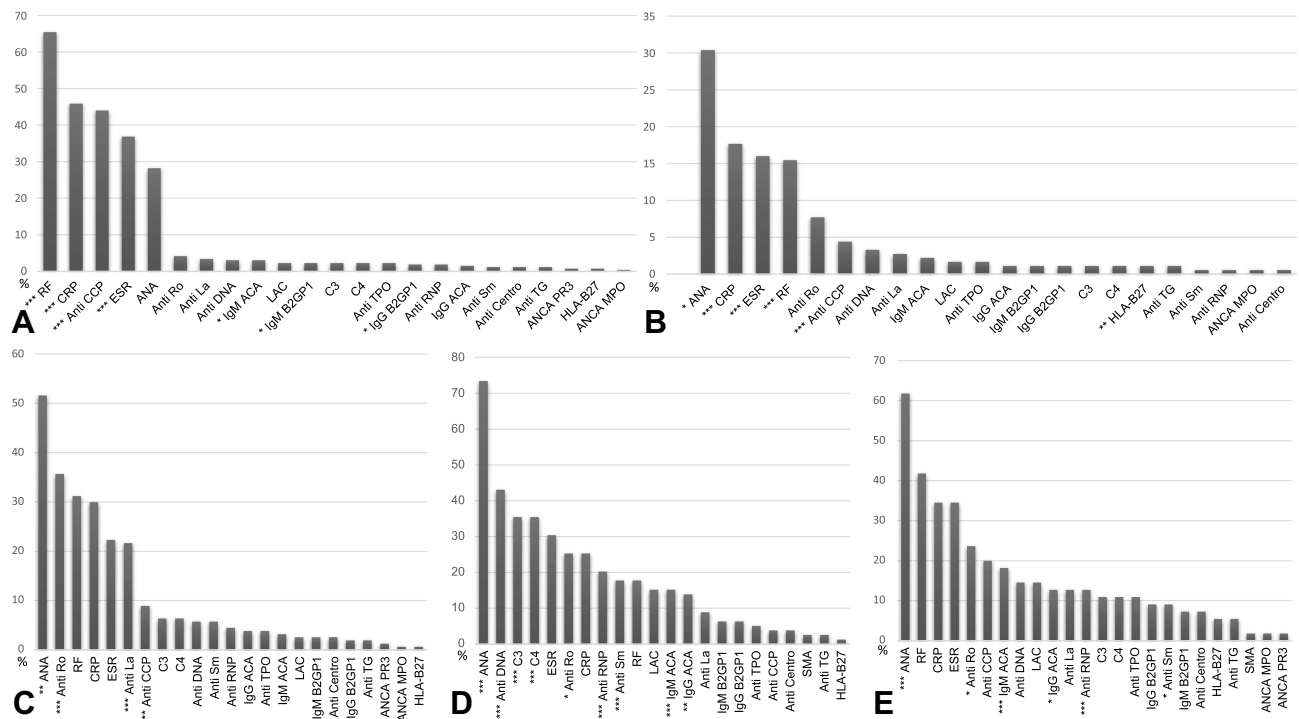 70
60
50
40
30
20
10
0
%
*** RF
*** CRP
*** Anti CCP
*** ESR
ANA
Anti Ro
Anti La
Anti DNA
* IgM ACA
LAC
* IgM B2GP1
C3
C4
Anti TPO
* IgG B2GP1
Anti RNP
IgG ACA
Anti Sm
Anti Centro
Anti TG
ANCA PR3
HLA-B27
ANCA MPO
A
35
30
25
20
15
10
5
0
%
* ANA
*** CRP
*** ESR
*** RF
Anti Ro
*** Anti CCP
Anti DNA
Anti La
IgM ACA
LAC
Anti TPO
IgG ACA
IgM B2GP1
IgG B2GP1
C3
C4
** HLA-B27
Anti TG
Anti Sm
Anti RNP
ANCA MPO
Anti Centro
B
60
50
40
30
20
10
0
%
** ANA
*** Anti Ro
RF
CRP
ESR
*** Anti La
** Anti CCP
C3
C4
Anti DNA
Anti Sm
Anti RNP
IgG ACA
Anti TPO
IgM ACA
LAC
IgM B2GP1
Anti Centro
IgG B2GP1
Anti TG
ANCA PR3
ANCA MPO
HLA-B27
C
80
70
60
50
40
30
20
10
0
%
*** ANA
*** Anti DNA
*** C3
*** C4
ESR
* Anti Ro
CRP
*** Anti RNP
*** Anti Sm
RF
LAC
*** IgM ACA
** IgG ACA
Anti La
IgM B2GP1
IgG B2GP1
Anti TPO
Anti CCP
Anti Centro
SMA
Anti TG
HLA-B27
D
70
60
50
40
30
20
10
0
%
*** ANA
RF
CRP
ESR
* Anti Ro
Anti CCP
*** IgM ACA
Anti DNA
LAC
* IgG ACA
Anti La
*** Anti RNP
C3
C4
Anti TPO
IgG B2GP1
* Anti Sm
IgM B2GP1
Anti Centro
HLA-B27
Anti TG
SMA
ANCA MPO
ANCA PR3
E